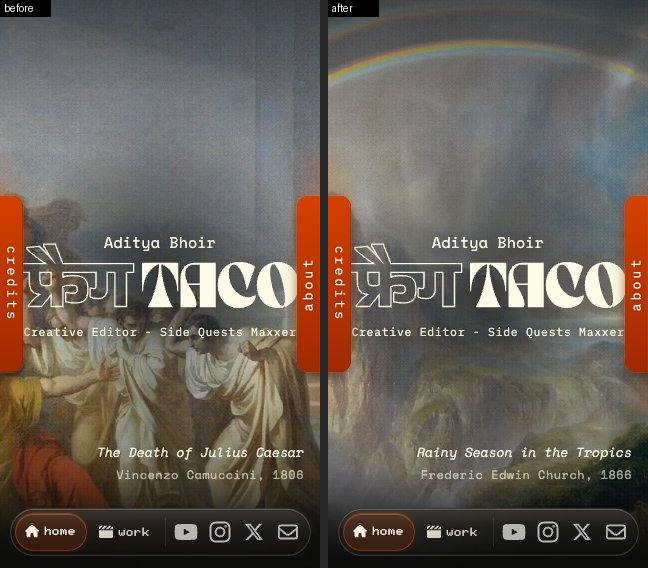 before
Aditya Bhoir
credits
फ्रेग TACO
about
Creative Editor - Side Quests Maxxer
The Death of Julius Caesar
Vincenzo Camuccini, 1806
home
work
after
Aditya Bhoir
credits
फ्रेग TACO
about
Creative Editor - Side Quests Maxxer
Rainy Season in the Tropics
Frederic Edwin Church, 1866
home
work